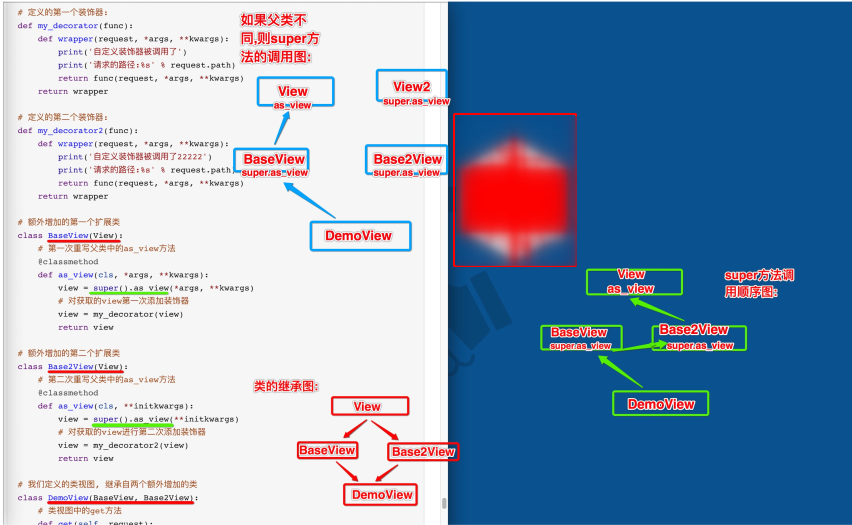 # 定义的第一个装饰器:
def my_decorator(func):
def wrapper(request, *args, **kwargs):
print('自定义装饰器被调用了')
print('请求的路径:%s' % request.path)
return func(request, *args, **kwargs)
return wrapper
# 定义的第二个装饰器:
def my_decorator2(func):
def wrapper(request, *args, **kwargs):
print('自定义装饰器被调用了22222')
print('请求的路径:%s' % request.path)
return func(request, *args, **kwargs)
return wrapper
# 额外增加的第一个扩展类
class BaseView(View):
# 第一次重写父类中的as_view方法
@classmethod
def as_view(cls, *args, **kwargs):
view = super().as_view(*args, **kwargs)
# 对获取的view第一次添加装饰器
view = my_decorator(view)
return view
# 额外增加的第二个扩展类
class Base2View(View):
# 第二次重写父类中的as_view方法
@classmethod
def as_view(cls, **initkwargs):
view = super().as_view(**initkwargs)
# 对获取的view进行第二次添加装饰器
view = my_decorator2(view)
return view
# 我们定义的类视图, 继承自两个额外增加的类
class DemoView(BaseView, Base2View):
# 类视图中的get方法
def get(self, request):
如果父类不
同,则super方
法的调用图:
View
as_view
View2
super.as_view
BaseView
super.as_view
Base2View
super.as_view
DemoView
类的继承图:
View
BaseView
Base2View
DemoView
super方法调
用顺序图:
View
as_view
BaseView
super.as_view
Base2View
super.as_view
DemoView